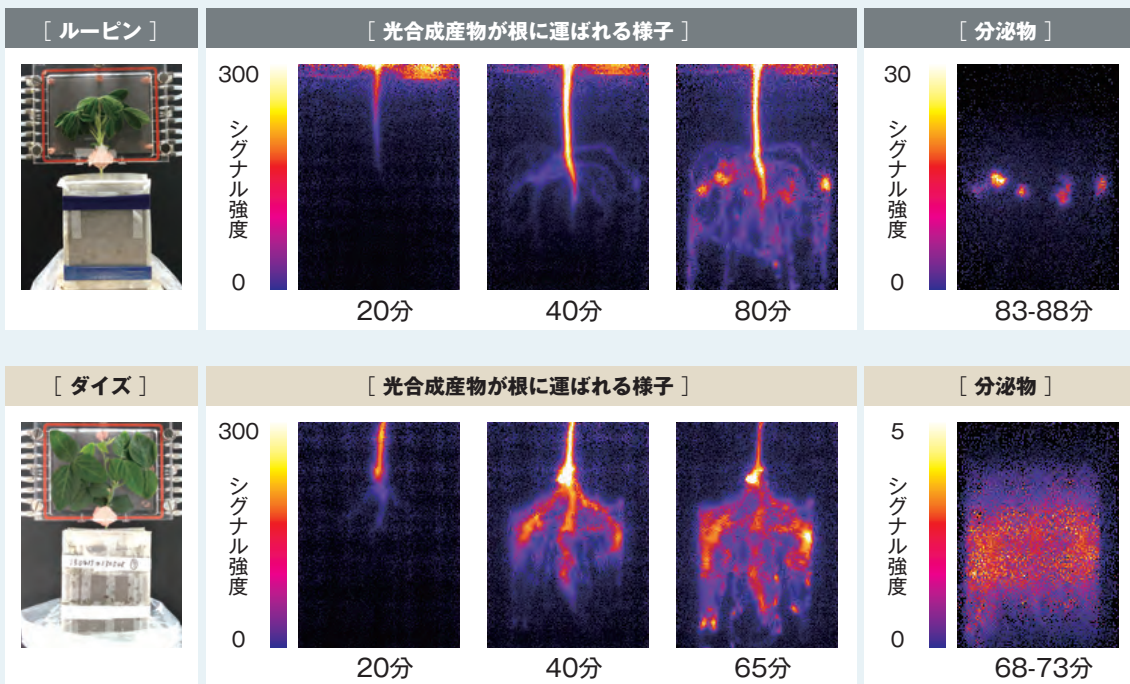 [ ルーピン ]
[ 光合成産物が根に運ばれる様子 ]
[ 分泌物 ]
300
シグナル強度
0
20分
40分
80分
30
シグナル強度
0
83-88分
[ ダイズ ]
[ 光合成産物が根に運ばれる様子 ]
[ 分泌物 ]
300
シグナル強度
0
20分
40分
65分
5
シグナル強度
0
68-73分